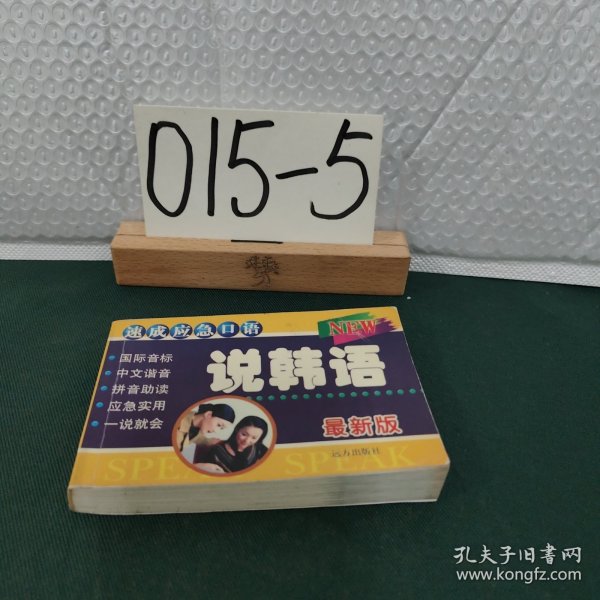 015-5
速成应急口语
NEW
·国际音标
·中文谐音
·拼音助读
·应急实用
·一说就会
说韩语
最新版
远方出版社
SPEAK
SPEAK
孔夫子旧书网
www.kongfz.com